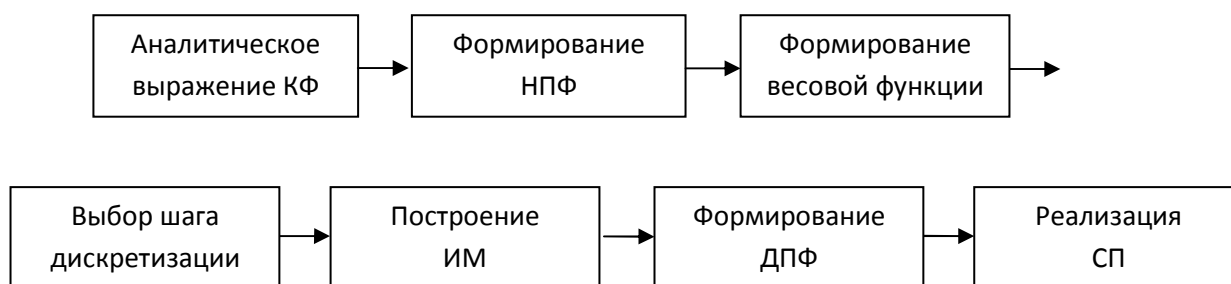 Аналитическое
выражение КФ
Формирование
НПФ
Формирование
весовой функции
Выбор шага
дискретизации
Построение
ИМ
Формирование
ДПФ
Реализация
СП